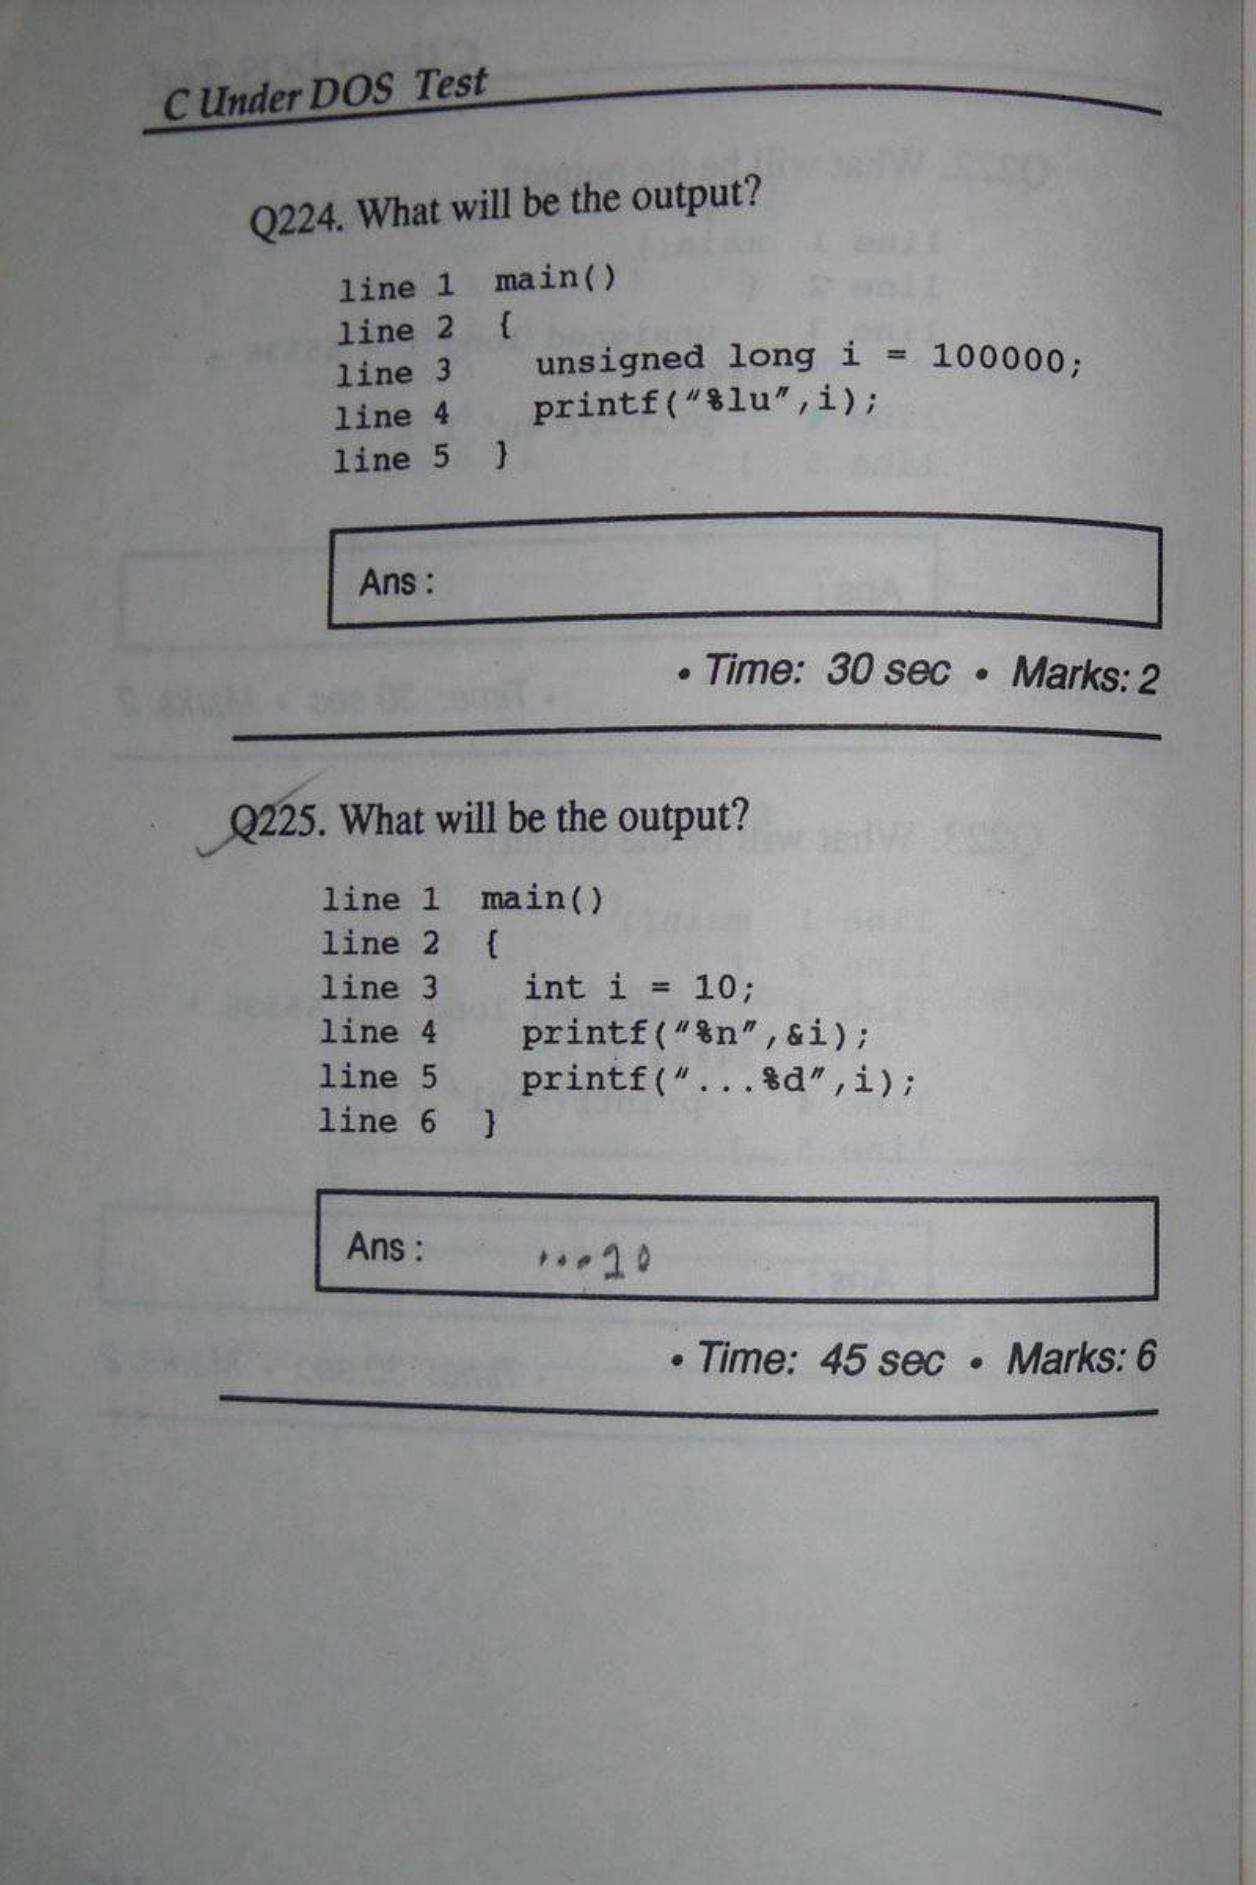 C Under DOS Test
Q224. What will be the output?
line 1 main()
line 2 {
line 3 unsigned long i = 100000;
line 4 printf("%lu",i);
line 5 }
Ans :
• Time: 30 sec • Marks: 2
Q225. What will be the output?
line 1 main()
line 2 {
line 3 int i = 10;
line 4 printf("%n",&i);
line 5 printf("...%d",i);
line 6 }
Ans : ...10
• Time: 45 sec • Marks: 6